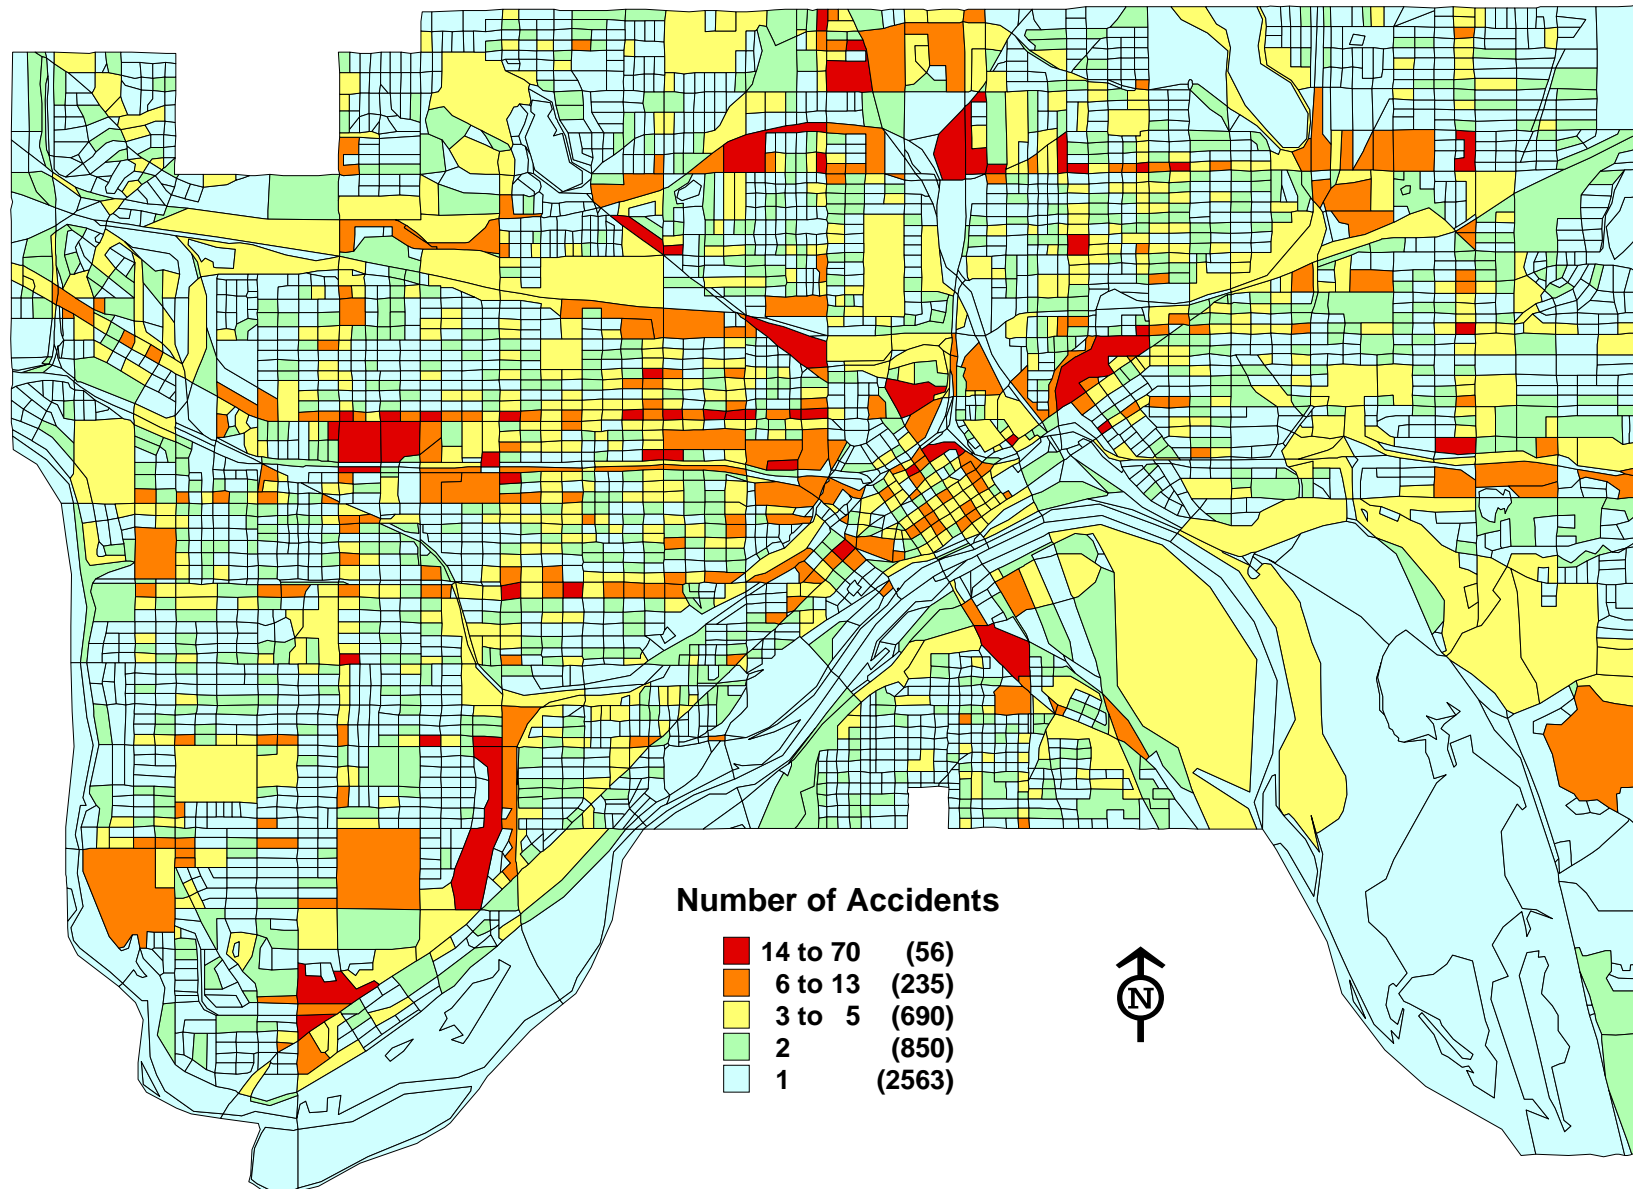 Number of Accidents
14 to 70 (56)
6 to 13 (235)
3 to 5 (690)
2 (850)
1 (2563)
N